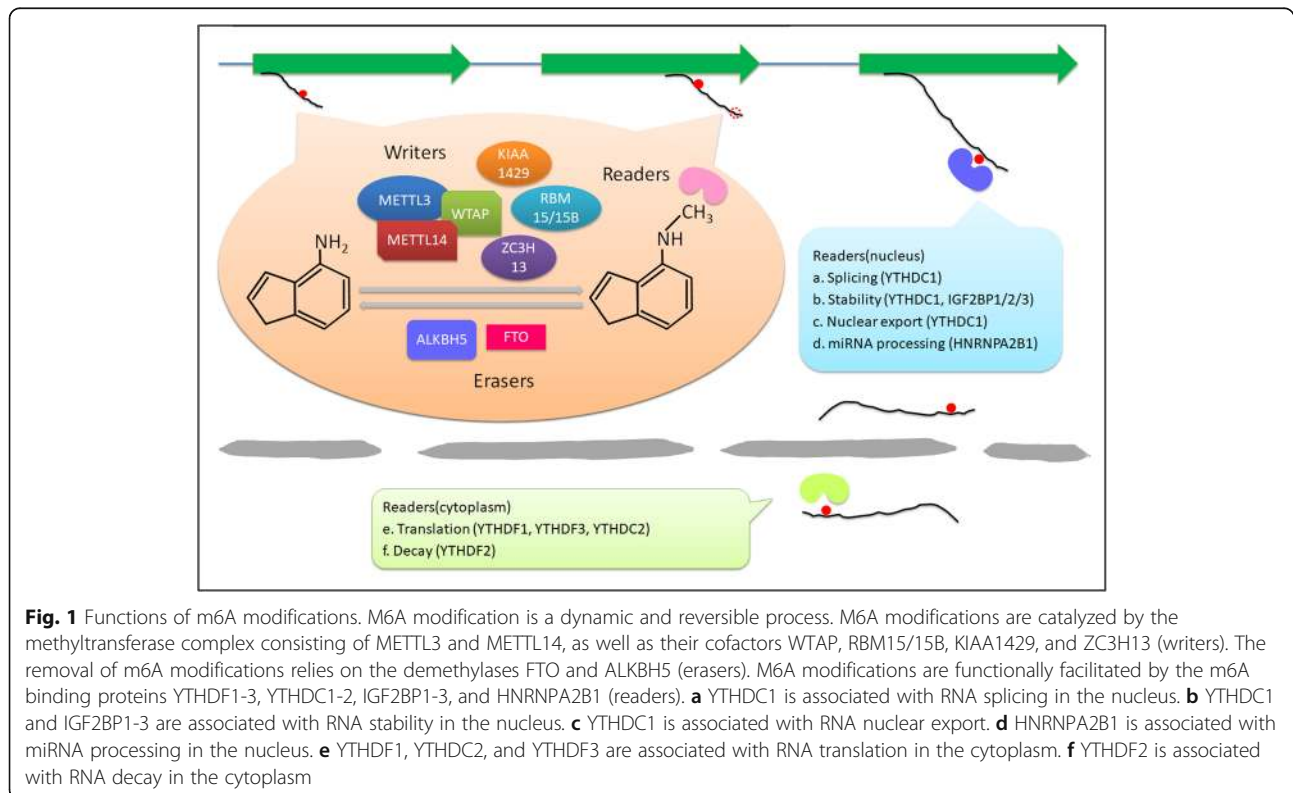 Writers
KIAA
1429
Readers
METTL3
WTAP
RBM
15/15B
CH3
METTL14
NH2
NH
ZC3H
13
ALKBH5
FTO
Erasers
Readers(nucleus)
a. Splicing (YTHDC1)
b. Stability (YTHDC1, IGF2BP1/2/3)
c. Nuclear export (YTHDC1)
d. miRNA processing (HNRNPA2B1)
Readers(cytoplasm)
e. Translation (YTHDF1, YTHDF3, YTHDC2)
f. Decay (YTHDF2)
Fig. 1 Functions of m6A modifications. M6A modification is a dynamic and reversible process. M6A modifications are catalyzed by the
methyltransferase complex consisting of METTL3 and METTL14, as well as their cofactors WTAP, RBM15/15B, KIAA1429, and ZC3H13 (writers). The
removal of m6A modifications relies on the demethylases FTO and ALKBH5 (erasers). M6A modifications are functionally facilitated by the m6A
binding proteins YTHDF1-3, YTHDC1-2, IGF2BP1-3, and HNRNPA2B1 (readers). a YTHDC1 is associated with RNA splicing in the nucleus. b YTHDC1
and IGF2BP1-3 are associated with RNA stability in the nucleus. c YTHDC1 is associated with RNA nuclear export. d HNRNPA2B1 is associated with
miRNA processing in the nucleus. e YTHDF1, YTHDC2, and YTHDF3 are associated with RNA translation in the cytoplasm. f YTHDF2 is associated
with RNA decay in the cytoplasm